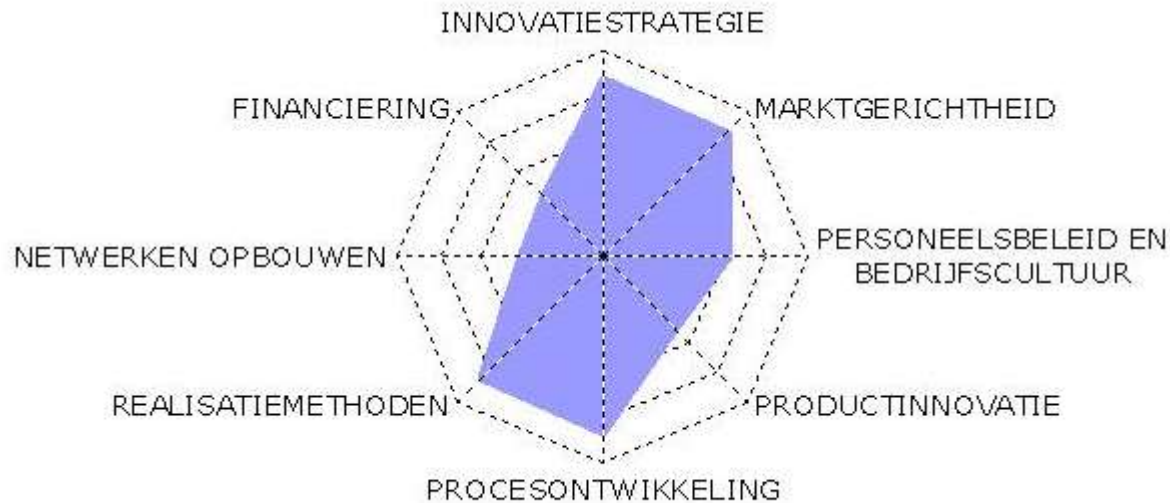 INNOVATIESTRATEGIE
FINANCIERING
MARKTGERICHTHEID
NETWERKEN OPBOUWEN
PERSONEELSBELEID EN
BEDRIJFSCULTUUR
REALISATIEMETHODEN
PRODUCTINNOVATIE
PROCESONTWIKKELING